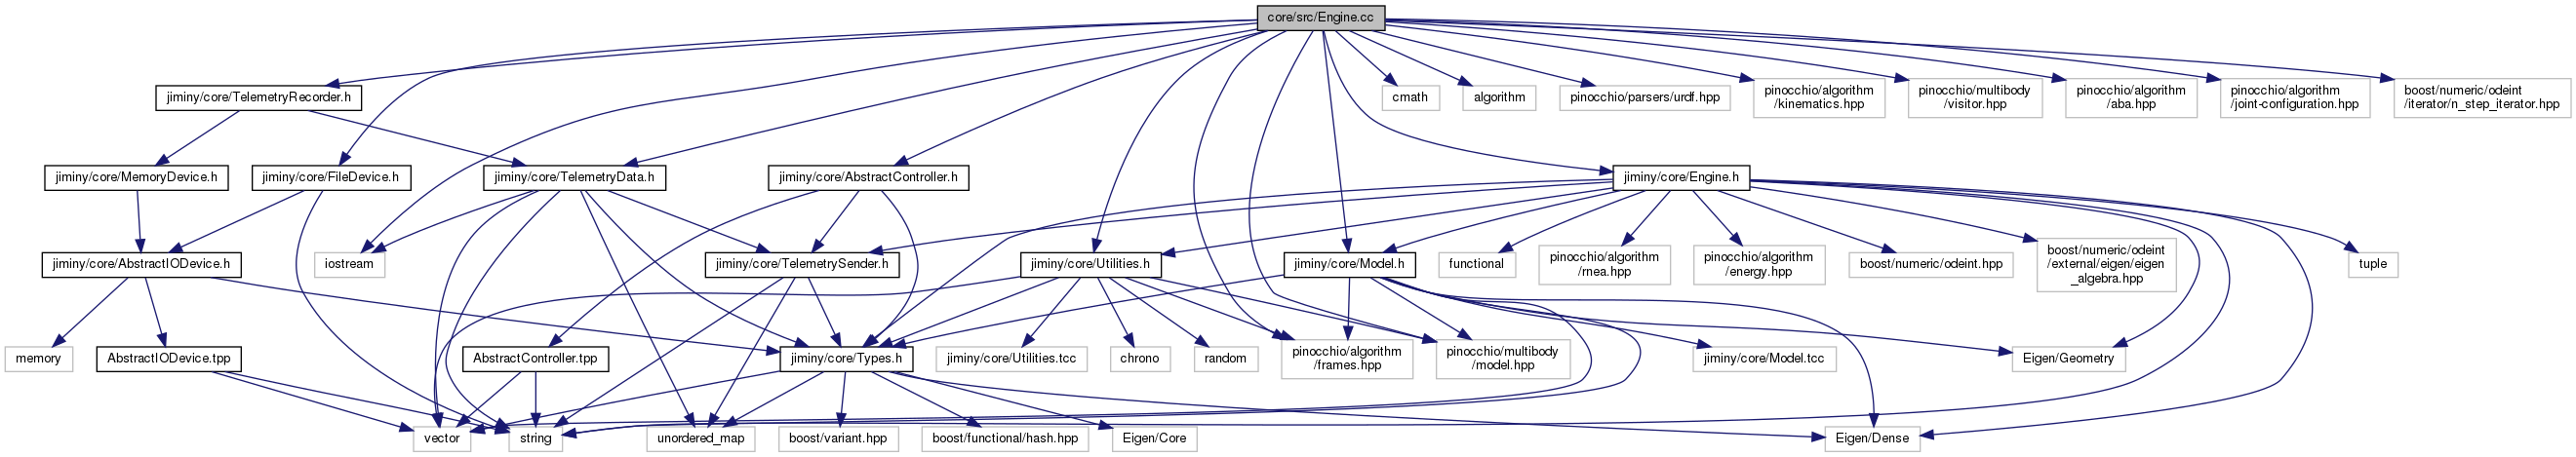 core/src/Engine.cc
jiminy/core/TelemetryRecorder.h
cmath
algorithm
pinocchio/parsers/urdf.hpp
pinocchio/algorithm
/kinematics.hpp
pinocchio/multibody
/visitor.hpp
pinocchio/algorithm
/aba.hpp
pinocchio/algorithm
/joint-configuration.hpp
boost/numeric/odeint
/iterator/n_step_iterator.hpp
jiminy/core/MemoryDevice.h
jiminy/core/FileDevice.h
jiminy/core/TelemetryData.h
jiminy/core/AbstractController.h
jiminy/core/Engine.h
jiminy/core/AbstractIODevice.h
iostream
jiminy/core/TelemetrySender.h
jiminy/core/Utilities.h
jiminy/core/Model.h
functional
pinocchio/algorithm
/rnea.hpp
pinocchio/algorithm
/energy.hpp
boost/numeric/odeint.hpp
boost/numeric/odeint
/external/eigen/eigen
_algebra.hpp
tuple
memory
AbstractIODevice.tpp
AbstractController.tpp
jiminy/core/Types.h
jiminy/core/Utilities.tcc
chrono
random
pinocchio/algorithm
/frames.hpp
pinocchio/multibody
/model.hpp
jiminy/core/Model.tcc
Eigen/Geometry
vector
string
unordered_map
boost/variant.hpp
boost/functional/hash.hpp
Eigen/Core
Eigen/Dense